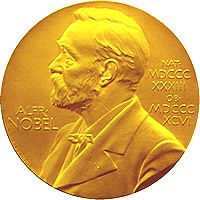 ALFR·
NOBEL
NAT·
MDCCC
XXXIII
OB·
MDCCC
XCVI